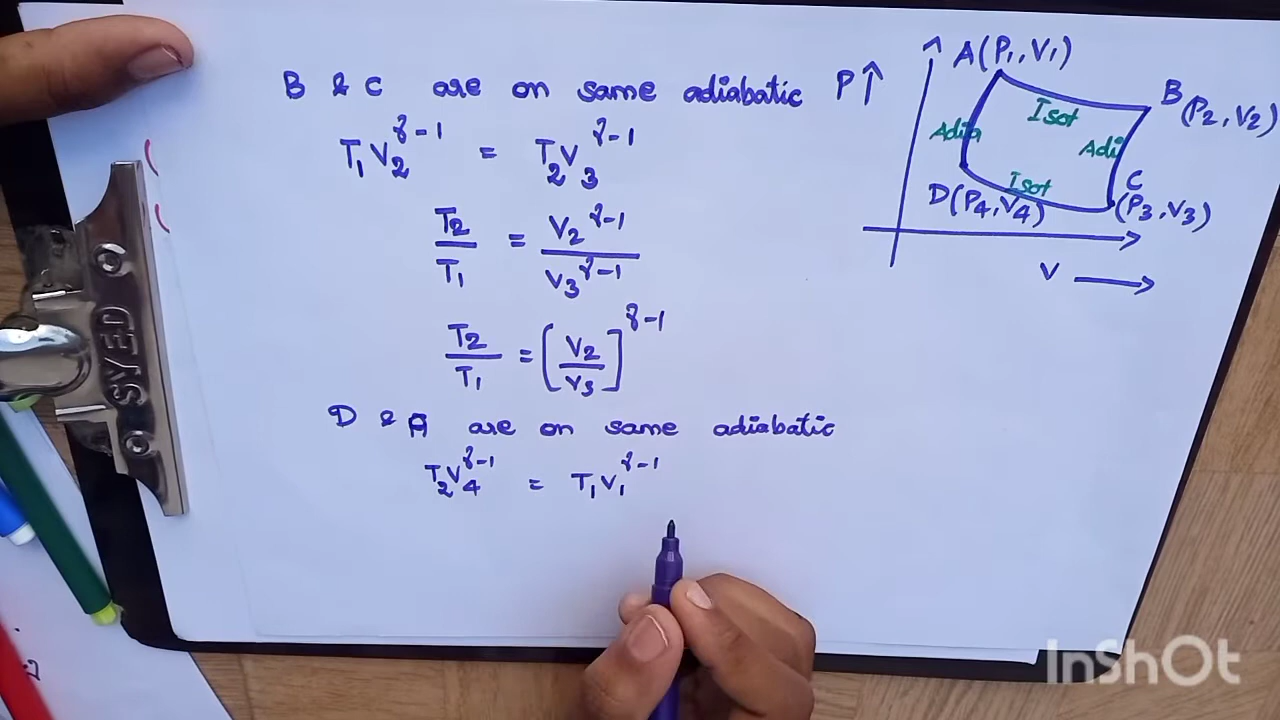 B & C are on same adiabatic
T₁V₂^γ-1 = T₂V₃^γ-1
T₂/T₁ = V₂^γ-1/V₃^γ-1
T₂/T₁ = [V₂/V₃]^γ-1
D & A are on same adiabatic
T₂V₄^γ-1 = T₁V₁^γ-1
P↑
A(P₁,V₁)
B(P₂,V₂)
Isot
Adia
Adi
Isot
C(P₃,V₃)
D(P₄,V₄)
V →
SYED
InShOt